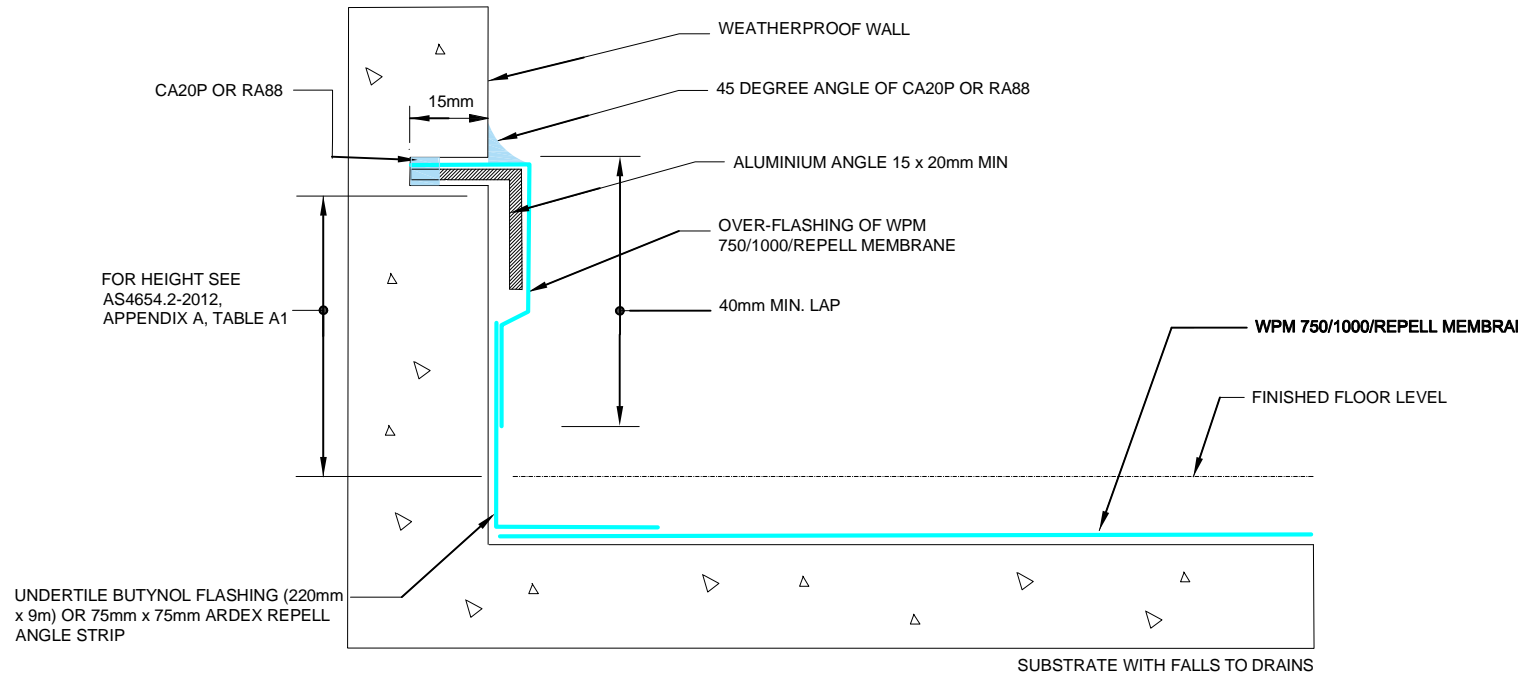 WEATHERPROOF WALL
CA20P OR RA88
15mm
45 DEGREE ANGLE OF CA20P OR RA88
ALUMINIUM ANGLE 15 x 20mm MIN
OVER-FLASHING OF WPM
750/1000/REPELL MEMBRANE
FOR HEIGHT SEE
AS4654.2-2012,
APPENDIX A, TABLE A1
40mm MIN. LAP
WPM 750/1000/REPELL
FINISHED FLOOR LEVEL
UNDERTILE BUTYNOL FLASHING (220mm
x 9m) OR 75mm x 75mm ARDEX REPELL
ANGLE STRIP
SUBSTRATE WITH FALLS TO DRAINS